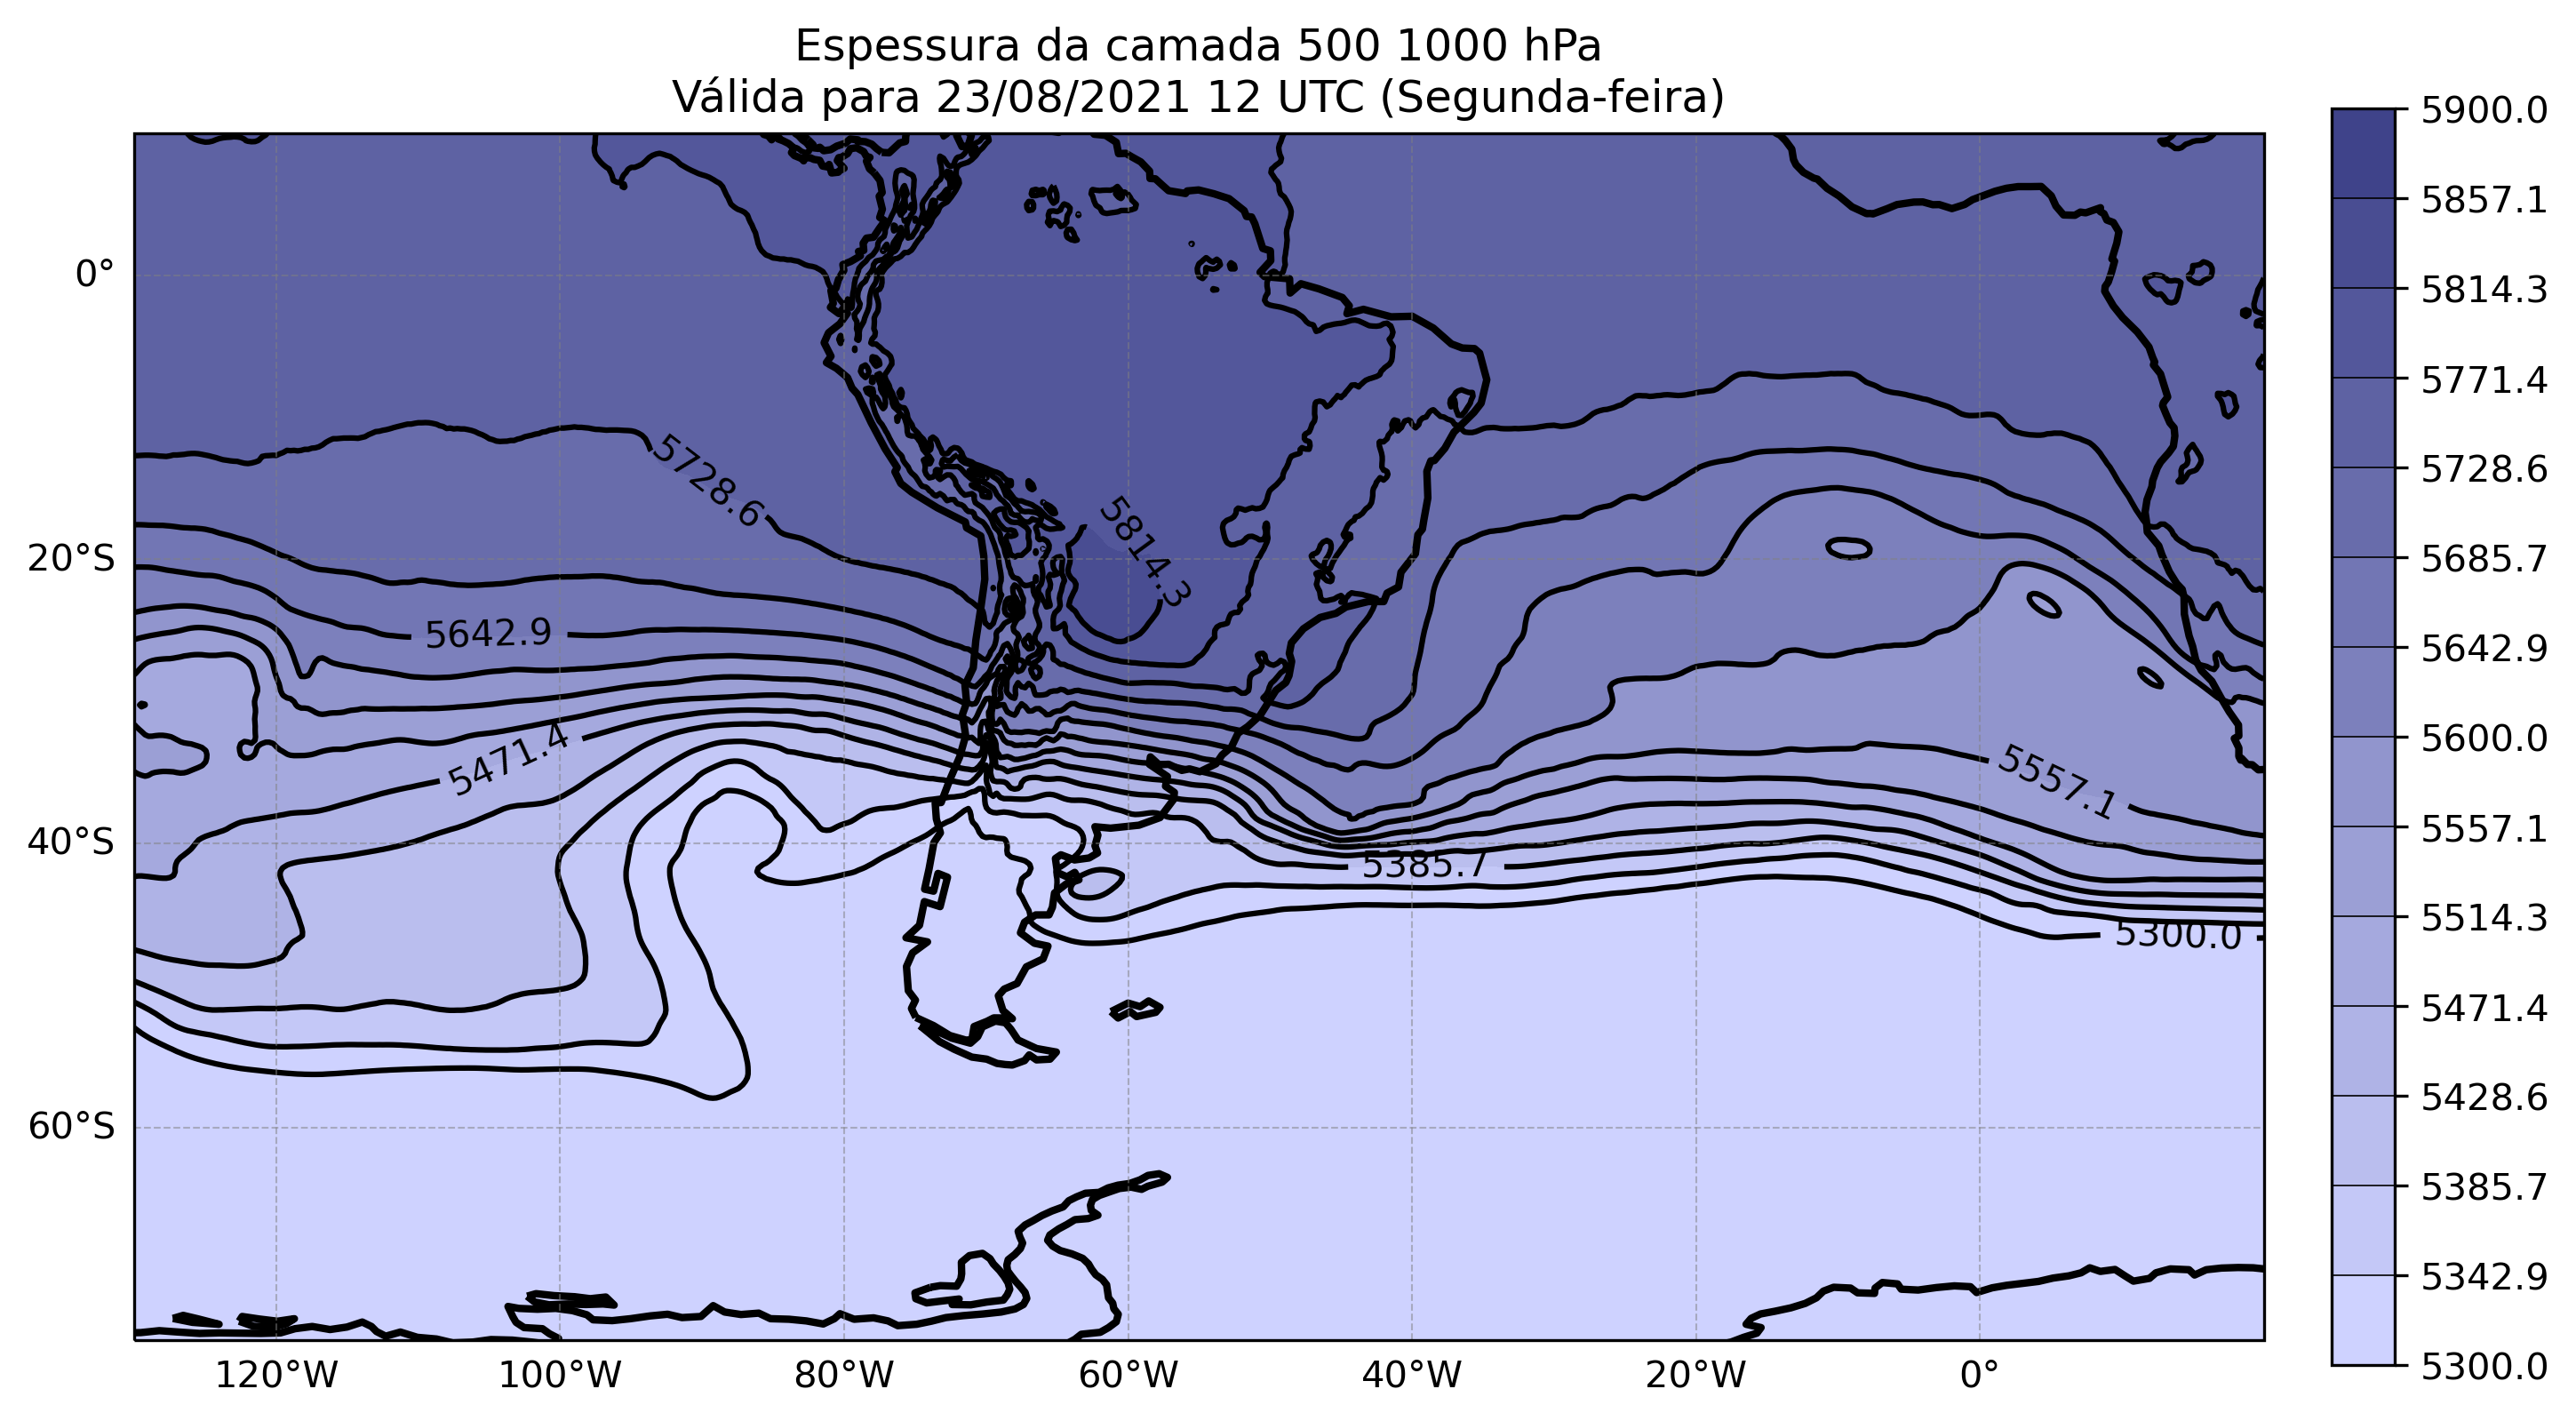 Espessura da camada 500 1000 hPa
Válida para 23/08/2021 12 UTC (Segunda-feira)
5900.0
5857.1
5814.3
5771.4
5728.6
5685.7
5642.9
5600.0
5557.1
5514.3
5471.4
5428.6
5385.7
5342.9
5300.0
0°
20°S
40°S
60°S
5728.6
5814.3
5642.9
5471.4
5557.1
5385.7
5300.0
120°W
100°W
80°W
60°W
40°W
20°W
0°